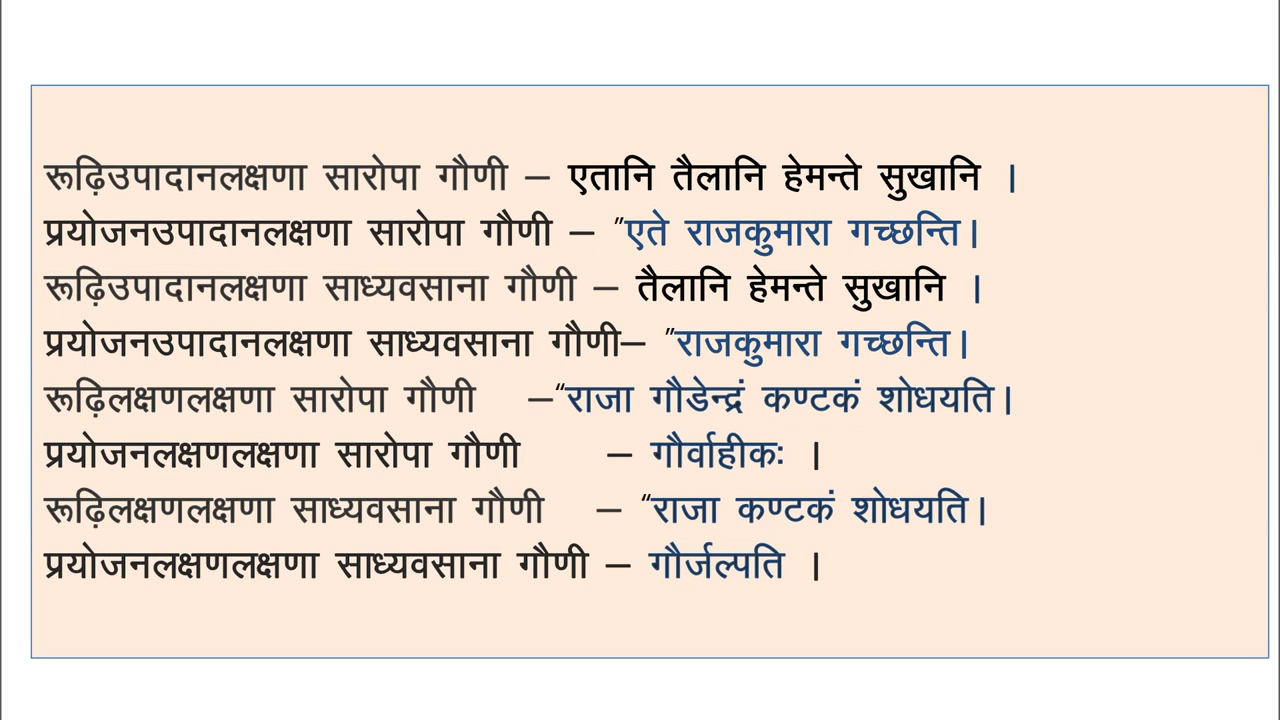 रूढ़िउपादानलक्षणा सारोपा गौणी – एतानि तैलानि हेमन्ते सुखानि ।
प्रयोजनउपादानलक्षणा सारोपा गौणी – ”एते राजकुमारा गच्छन्ति।
रूढ़िउपादानलक्षणा साध्यवसाना गौणी – तैलानि हेमन्ते सुखानि ।
प्रयोजनउपादानलक्षणा साध्यवसाना गौणी– ”राजकुमारा गच्छन्ति।
रूढ़िलक्षणलक्षणा सारोपा गौणी –“राजा गौडेन्द्रं कण्टकं शोधयति।
प्रयोजनलक्षणलक्षणा सारोपा गौणी – गौर्वाहीकः ।
रूढ़िलक्षणलक्षणा साध्यवसाना गौणी – “राजा कण्टकं शोधयति।
प्रयोजनलक्षणलक्षणा साध्यवसाना गौणी – गौर्जल्पति ।